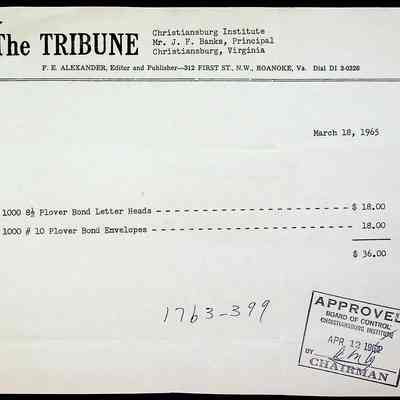 The TRIBUNE
Christiansburg Institute
Mr. J. F. Banks, Principal
Christiansburg, Virginia
F. E. ALEXANDER, Editor and Publisher—312 FIRST ST., N.W., ROANOKE, Va. Dial DI 3-0326
March 18, 1965
1000 8½ Plover Bond Letter Heads - - - - - - - - - - - - - - - - - - - - - - - - $ 18.00
1000 # 10 Plover Bond Envelopes - - - - - - - - - - - - - - - - - - - - - - - - - 18.00
$ 36.00
1763-399
APPROVED
BOARD OF CONTROL
CHRISTIANSBURG INSTITUTE
APR 12
BY
CHAIRMAN